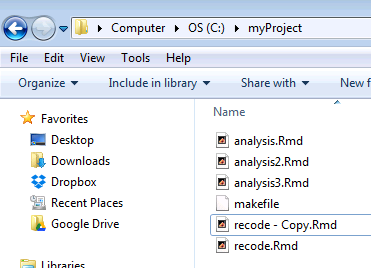 Computer OS (C:) myProject
File Edit View Tools Help
Organize Include in library Share with New f
Favorites
Desktop
Downloads
Dropbox
Recent Places
Google Drive
Libraries
Name
analysis.Rmd
analysis2.Rmd
analysis3.Rmd
makefile
recode - Copy.Rmd
recode.Rmd